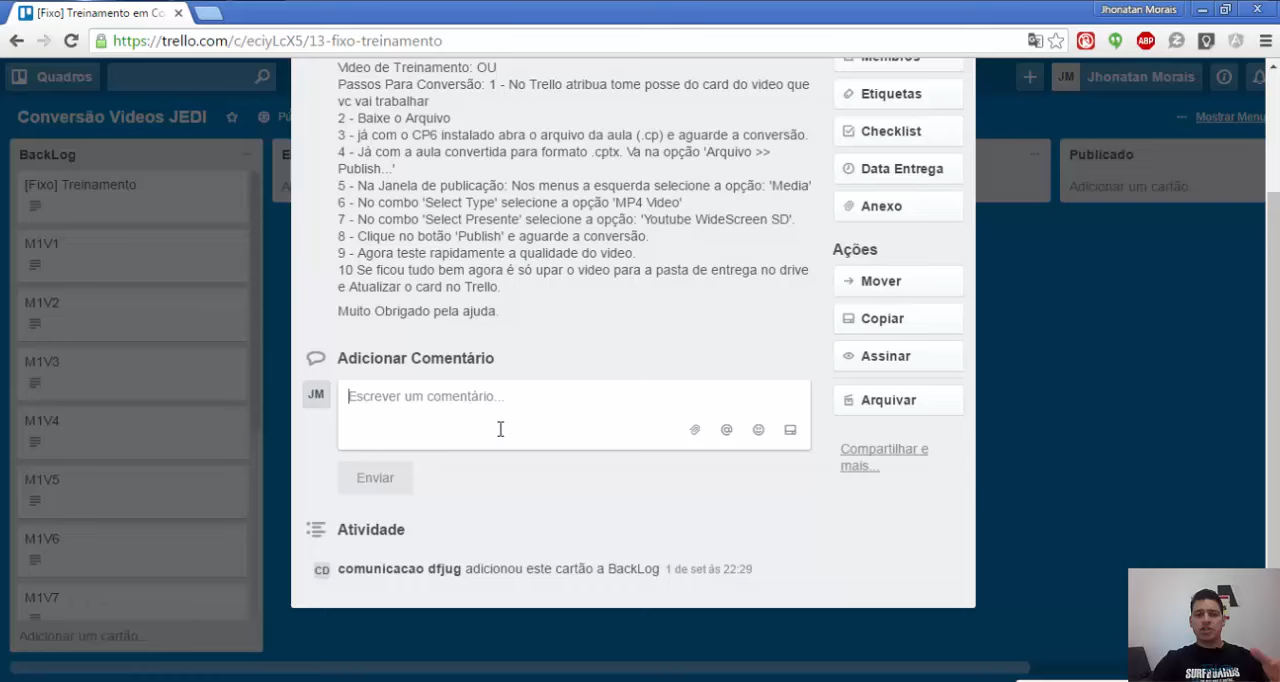 [Fixo] Treinamento em Co
Jhonatan Morais
https://trello.com/c/eciyLcX5/13-fixo-treinamento
ABP
Quadros
JM
Jhonatan Morais
Conversão Videos JEDI
Mostrar Menu
BackLog
[Fixo] Treinamento
M1V1
M1V2
M1V3
M1V4
M1V5
M1V6
M1V7
Adicionar um cartão...
Video de Treinamento: OU
Passos Para Conversão: 1 - No Trello atribua tome posse do card do video que
vc vai trabalhar
2 - Baixe o Arquivo
3 - já com o CP6 instalado abra o arquivo da aula (.cp) e aguarde a conversão.
4 - Já com a aula convertida para formato .cptx. Va na opção 'Arquivo >>
Publish...'
5 - Na Janela de publicação: Nos menus a esquerda selecione a opção: 'Media'
6 - No combo 'Select Type' selecione a opção 'MP4 Video'
7 - No combo 'Select Presente' selecione a opção: 'Youtube WideScreen SD'.
8 - Clique no botão 'Publish' e aguarde a conversão.
9 - Agora teste rapidamente a qualidade do video.
10 Se ficou tudo bem agora é só upar o video para a pasta de entrega no drive
e Atualizar o card no Trello.
Muito Obrigado pela ajuda.
Adicionar Comentário
JM
Escrever um comentário...
Enviar
Atividade
CD
comunicacao dfjug adicionou este cartão a BackLog 1 de set às 22:29
Membros
Etiquetas
Checklist
Data Entrega
Anexo
Ações
Mover
Copiar
Assinar
Arquivar
Compartilhar e
mais...
Publicado
Adicionar um cartão...
SURFBOARDS